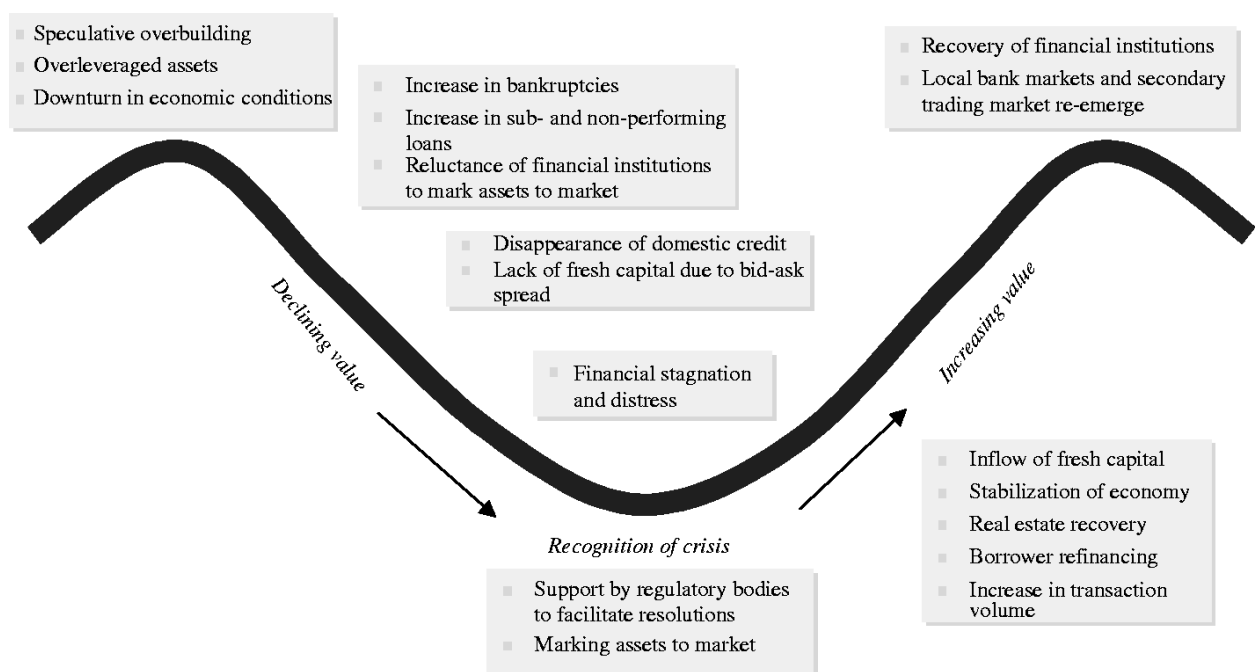 Speculative overbuilding
Overleveraged assets
Downturn in economic conditions
Increase in bankruptcies
Increase in sub- and non-performing
loans
Reluctance of financial institutions
to mark assets to market
Recovery of financial institutions
Local bank markets and secondary
trading market re-emerge
Disappearance of domestic credit
Lack of fresh capital due to bid-ask
spread
Declining value
Increasing value
Financial stagnation
and distress
Recognition of crisis
Support by regulatory bodies
to facilitate resolutions
Marking assets to market
Inflow of fresh capital
Stabilization of economy
Real estate recovery
Borrower refinancing
Increase in transaction
volume